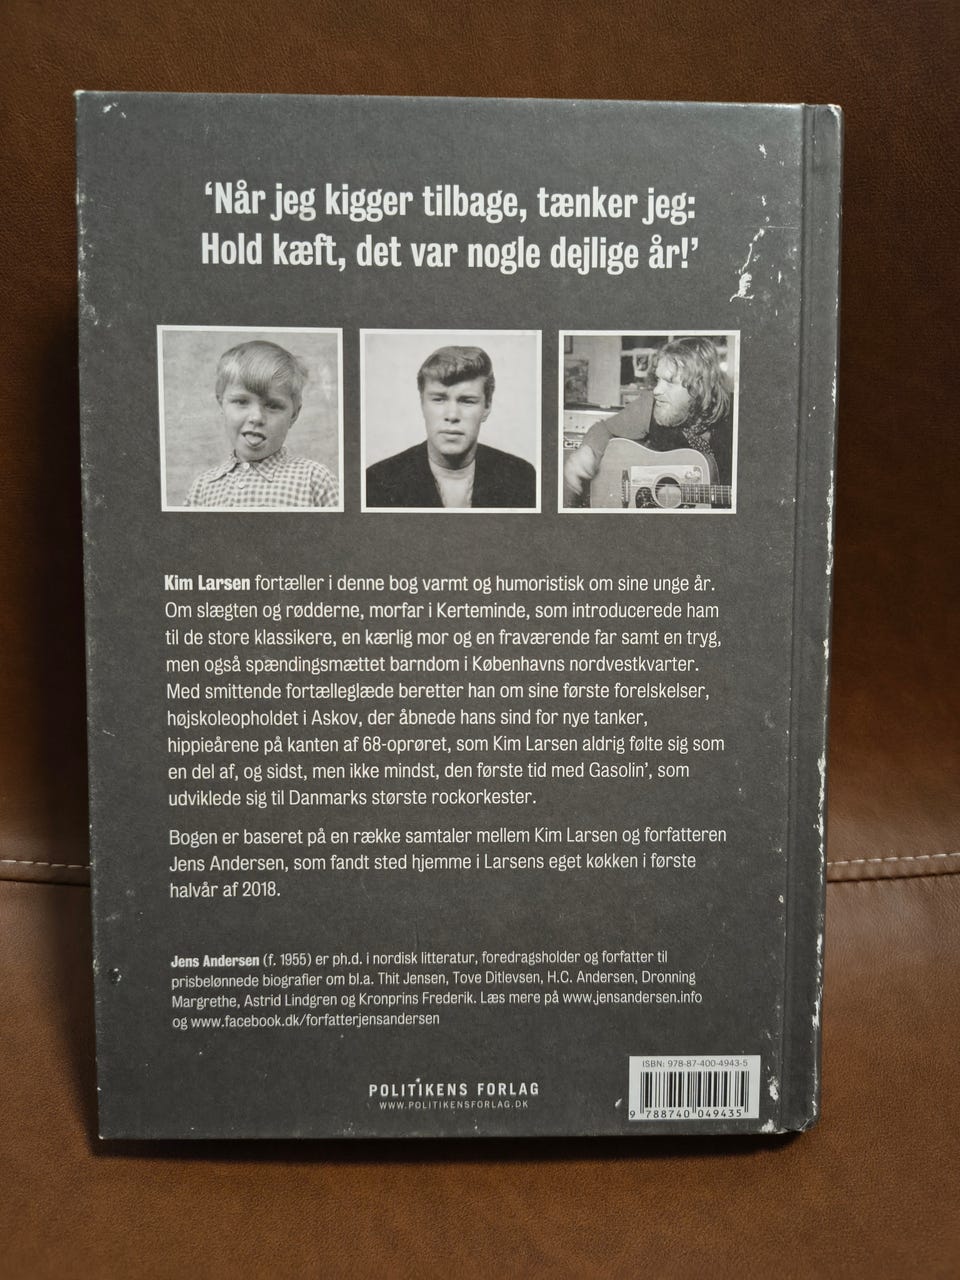 ‘Når jeg kigger tilbage, tænker jeg:
Hold kæft, det var nogle dejlige år!’
Kim Larsen fortæller i denne bog varmt og humoristisk om sine unge år.
Om slægten og rødderne, morfar i Kerteminde, som introducerede ham
til de store klassikere, en kærlig mor og en fraværende far samt en tryg,
men også spændingsmættet barndom i Københavns nordvestkvarter.
Med smittende fortælleglæde beretter han om sine første forelskelser,
højskoleopholdet i Askov, der åbnede hans sind for nye tanker,
hippieårene på kanten af 68-oprøret, som Kim Larsen aldrig følte sig som
en del af, og sidst, men ikke mindst, den første tid med Gasolin’, som
udviklede sig til Danmarks største rockorkester.
Bogen er baseret på en række samtaler mellem Kim Larsen og forfatteren
Jens Andersen, som fandt sted hjemme i Larsens eget køkken i første
halvår af 2018.
Jens Andersen (f. 1955) er ph.d. i nordisk litteratur, foredragsholder og forfatter til
prisbelønnede biografier om bl.a. Thit Jensen, Tove Ditlevsen, H.C. Andersen, Dronning
Margrethe, Astrid Lindgren og Kronprins Frederik. Læs mere på www.jensandersen.info
og www.facebook.dk/forfatterjensandersen
POLITIKENS FORLAG
WWW.POLITIKENSFORLAG.DK
ISBN: 978-87-400-4943-5
9 788740 049435